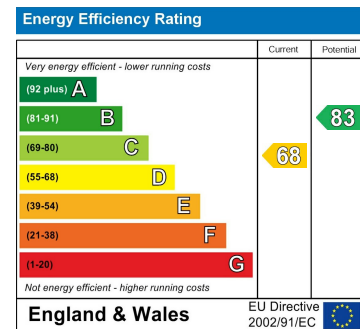 Energy Efficiency Rating
Current Potential
Very energy efficient - lower running costs
(92 plus) A
(81-91) B
83
(69-80) C
68
(55-68) D
(39-54) E
(21-38) F
(1-20) G
Not energy efficient - higher running costs
England & Wales
EU Directive
2002/91/EC